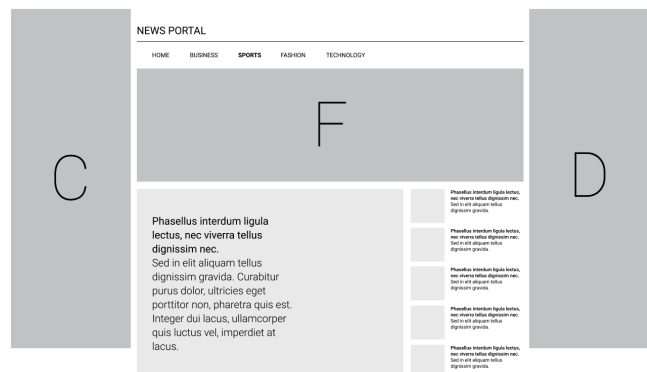 NEWS PORTAL
HOME BUSINESS SPORTS FASHION TECHNOLOGY
C
F
D
Phasellus interdum ligula
lectus, nec viverra tellus
dignissim nec.
Sed in elit aliquam tellus
dignissim gravida. Curabitur
purus dolor, ultricies eget
porttitor non, pharetra quis est.
Integer dui lacus, ullamcorper
quis luctus vel, imperdiet at
lacus.
Phasellus interdum ligula lectus,
nec viverra tellus dignissim nec.
Sed in elit aliquam tellus
dignissim gravida.
Phasellus interdum ligula lectus,
nec viverra tellus dignissim nec.
Sed in elit aliquam tellus
dignissim gravida.
Phasellus interdum ligula lectus,
nec viverra tellus dignissim nec.
Sed in elit aliquam tellus
dignissim gravida.
Phasellus interdum ligula lectus,
nec viverra tellus dignissim nec.
Sed in elit aliquam tellus
dignissim gravida.
Phasellus interdum ligula lectus,
nec viverra tellus dignissim nec.
Sed in elit aliquam tellus
dignissim gravida.